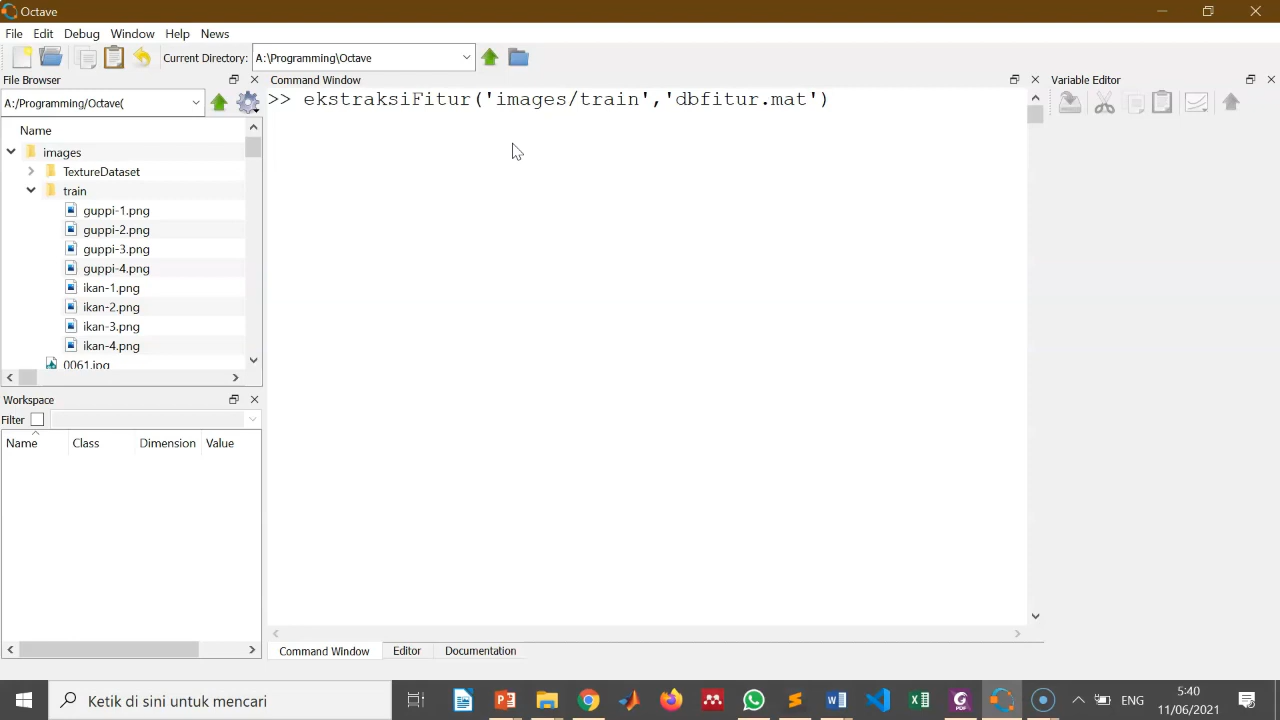 Octave
File Edit Debug Window Help News
Current Directory: A:\Programming\Octave
File Browser
A:/Programming/Octave(
Name
images
TextureDataset
train
guppi-1.png
guppi-2.png
guppi-3.png
guppi-4.png
ikan-1.png
ikan-2.png
ikan-3.png
ikan-4.png
0061.jpg
Workspace
Filter
Name Class Dimension Value
Command Window
>> ekstraksiFitur('images/train','dbfitur.mat')
Command Window Editor Documentation
Variable Editor
Ketik di sini untuk mencari
ENG
5:40
11/06/2021